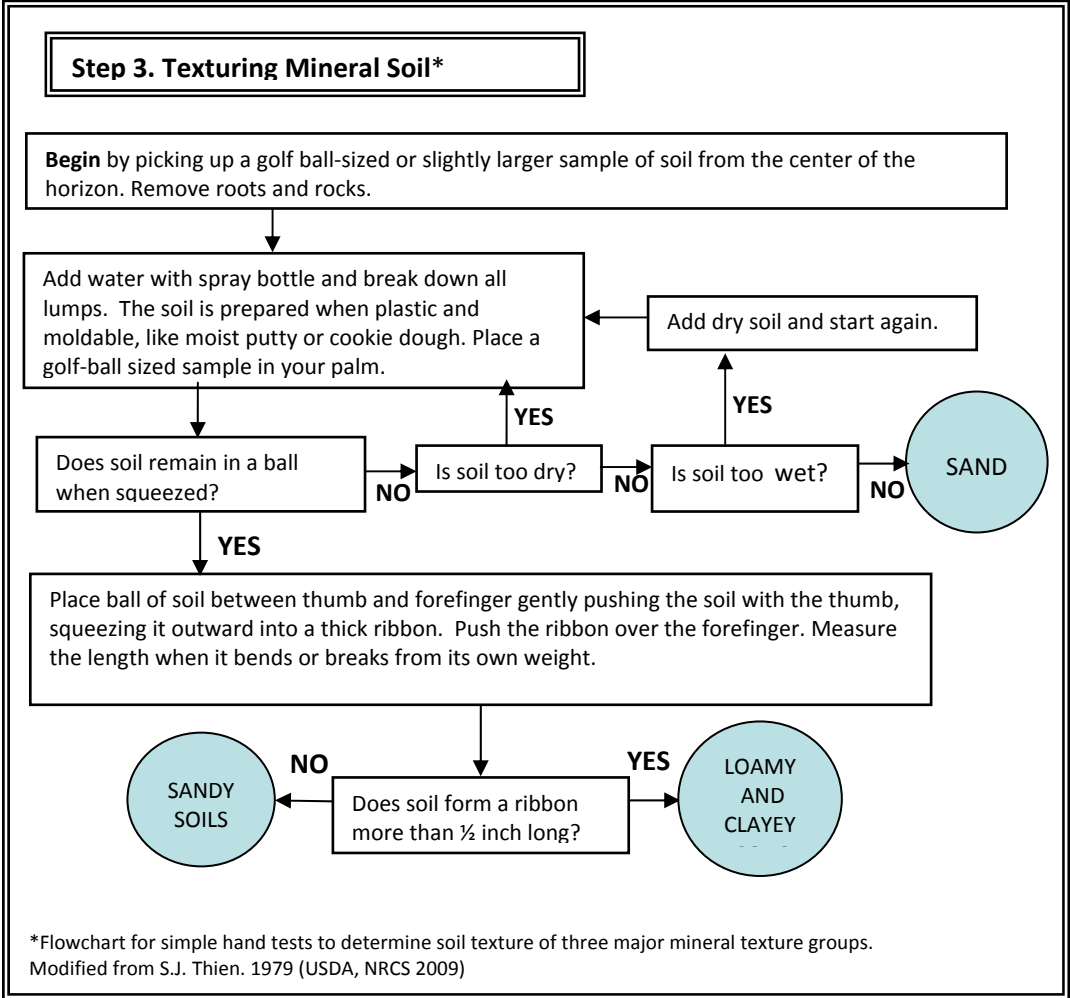 Step 3. Texturing Mineral Soil*
Begin by picking up a golf ball-sized or slightly larger sample of soil from the center of the
horizon. Remove roots and rocks.
Add water with spray bottle and break down all
lumps. The soil is prepared when plastic and
moldable, like moist putty or cookie dough. Place a
golf-ball sized sample in your palm.
Add dry soil and start again.
YES
YES
Does soil remain in a ball
when squeezed?
NO
Is soil too dry?
NO
Is soil too wet?
NO
SAND
YES
Place ball of soil between thumb and forefinger gently pushing the soil with the thumb,
squeezing it outward into a thick ribbon. Push the ribbon over the forefinger. Measure
the length when it bends or breaks from its own weight.
SANDY
SOILS
NO
Does soil form a ribbon
more than ½ inch long?
YES
LOAMY
AND
CLAYEY
*Flowchart for simple hand tests to determine soil texture of three major mineral texture groups.
Modified from S.J. Thien. 1979 (USDA, NRCS 2009)